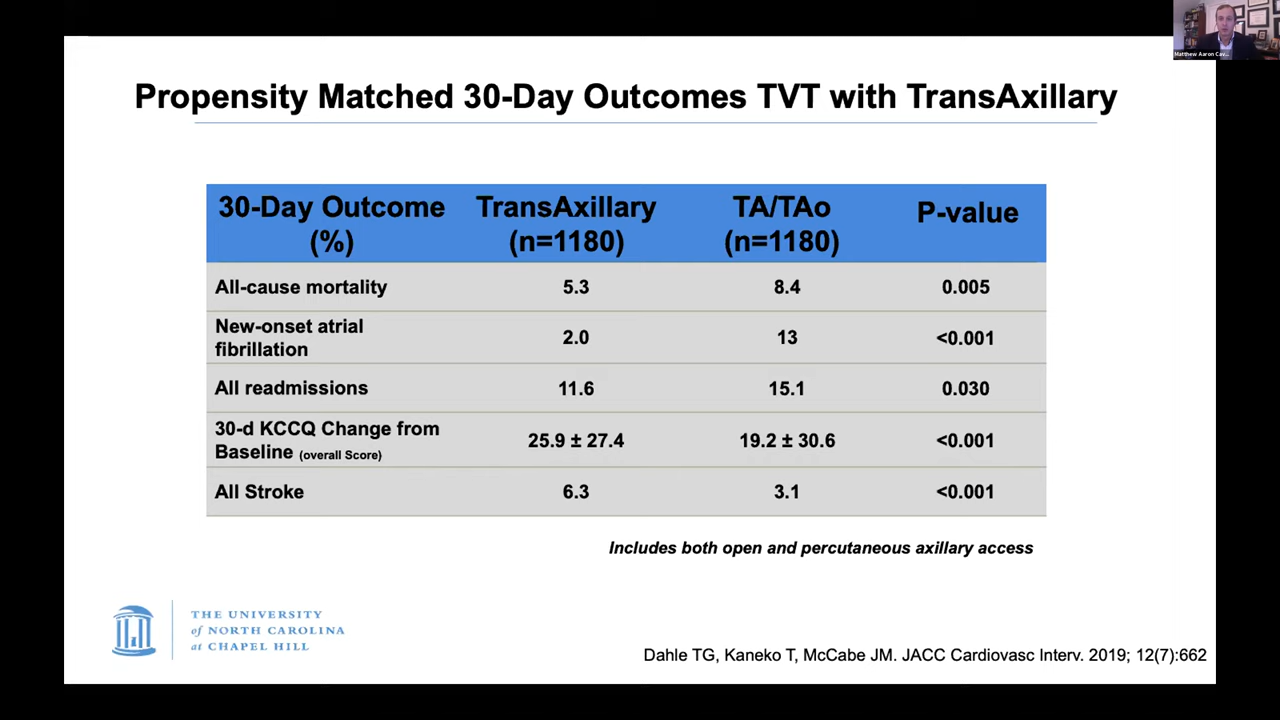 Matthew Aaron Cav...
Propensity Matched 30-Day Outcomes TVT with TransAxillary
30-Day Outcome (%) TransAxillary (n=1180) TA/TAo (n=1180) P-value
All-cause mortality 5.3 8.4 0.005
New-onset atrial fibrillation 2.0 13 <0.001
All readmissions 11.6 15.1 0.030
30-d KCCQ Change from Baseline (overall Score) 25.9 ± 27.4 19.2 ± 30.6 <0.001
All Stroke 6.3 3.1 <0.001
Includes both open and percutaneous axillary access
THE UNIVERSITY
of NORTH CAROLINA
at CHAPEL HILL
Dahle TG, Kaneko T, McCabe JM. JACC Cardiovasc Interv. 2019; 12(7):662